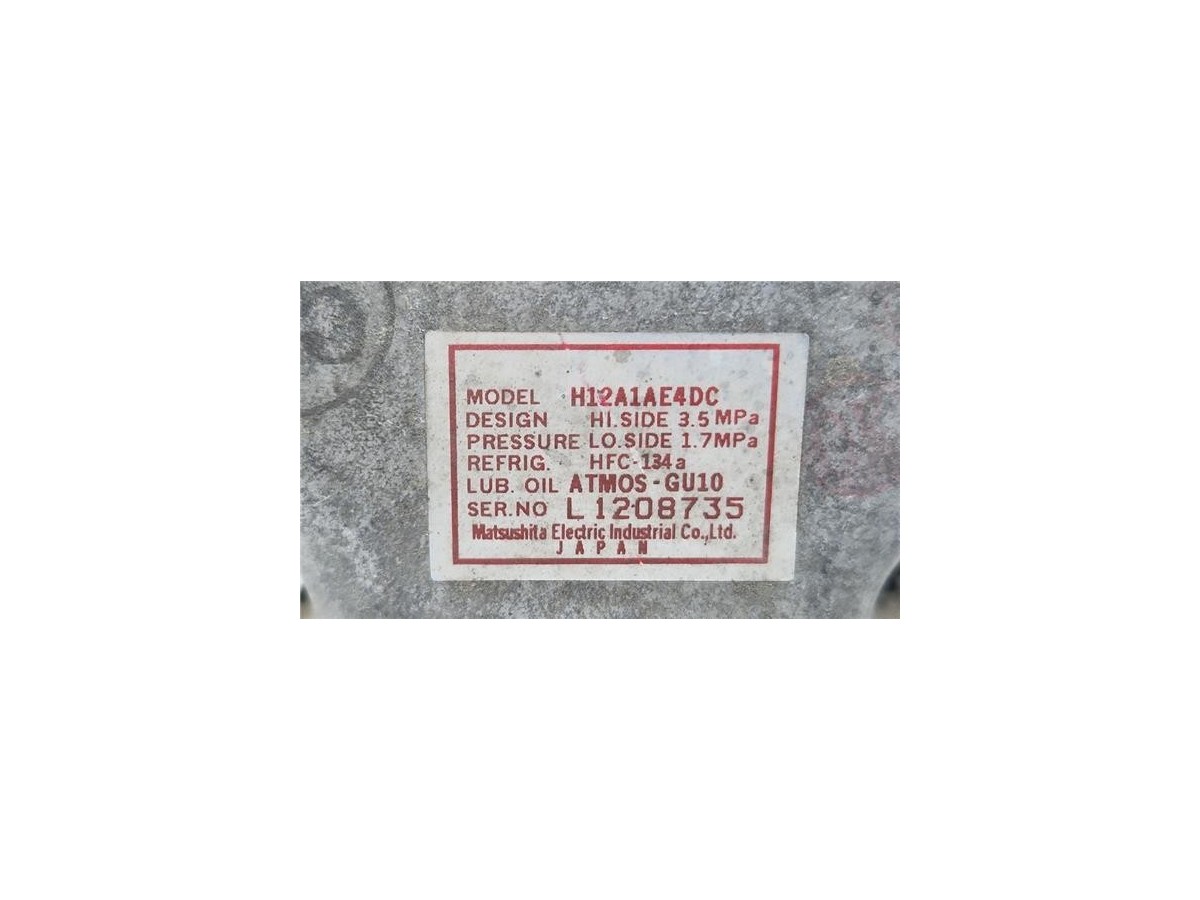 MODEL H12A1AE4DC
DESIGN HI.SIDE 3.5 MPa
PRESSURE LO.SIDE 1.7MPa
REFRIG. HFC-134a
LUB. OIL ATMOS-GU10
SER.NO L1208735
Matsushita Electric Industrial Co.,Ltd.
JAPAN